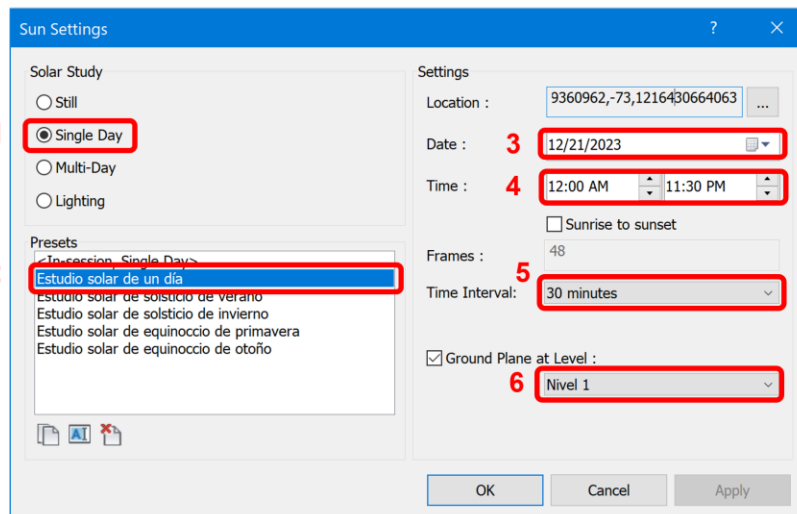 Sun Settings ? ×
Solar Study
Still
Single Day
Multi-Day
Lighting
Presets
<In-session, Single Day>
Estudio solar de un día
Estudio solar de solsticio de verano
Estudio solar de solsticio de invierno
Estudio solar de equinoccio de primavera
Estudio solar de equinoccio de otoño
AI
Settings
Location : 9360962,-73,1216430664063 ...
Date : 3 12/21/2023
Time : 4 12:00 AM 11:30 PM
Sunrise to sunset
Frames : 48
5
Time Interval: 30 minutes
Ground Plane at Level :
6 Nivel 1
OK Cancel Apply